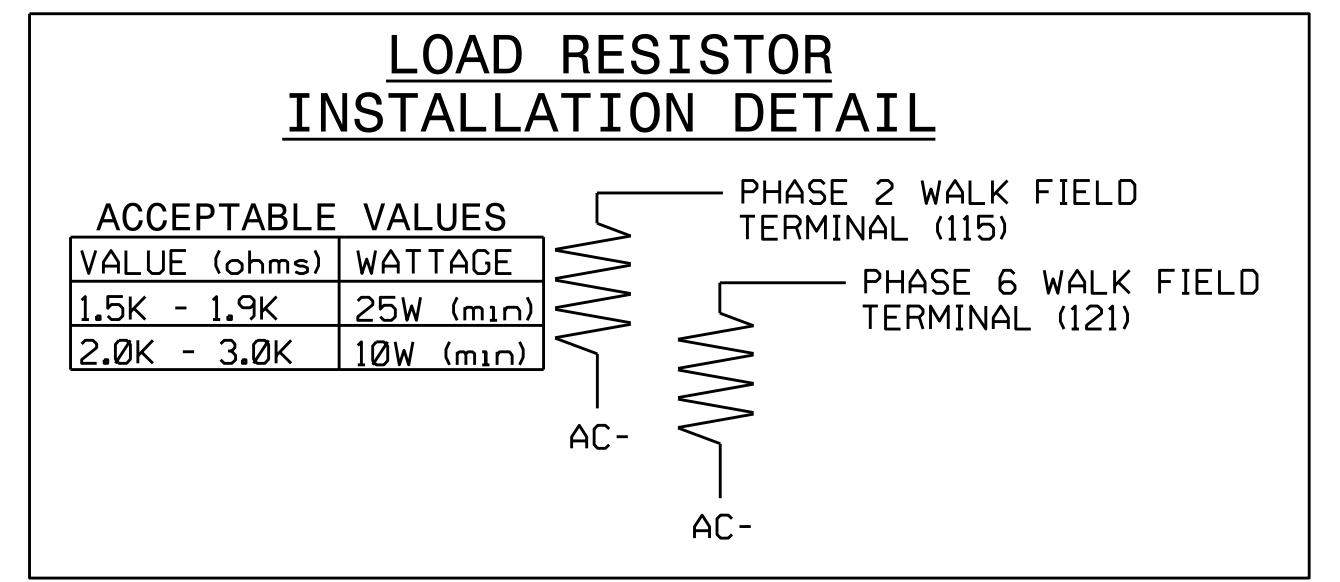 LOAD RESISTOR
INSTALLATION DETAIL
ACCEPTABLE VALUES
VALUE (ohms) WATTAGE
1.5K - 1.9K 25W (min)
2.0K - 3.0K 10W (min)
PHASE 2 WALK FIELD
TERMINAL (115)
AC-
PHASE 6 WALK FIELD
TERMINAL (121)
AC-